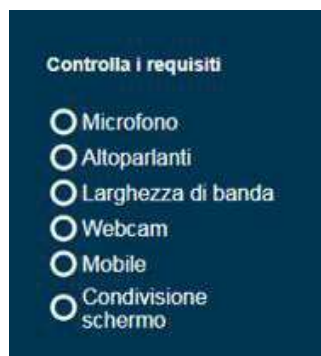 Controlla i requisiti
Microfono
Altoparlanti
Larghezza di banda
Webcam
Mobile
Condivisione
schermo